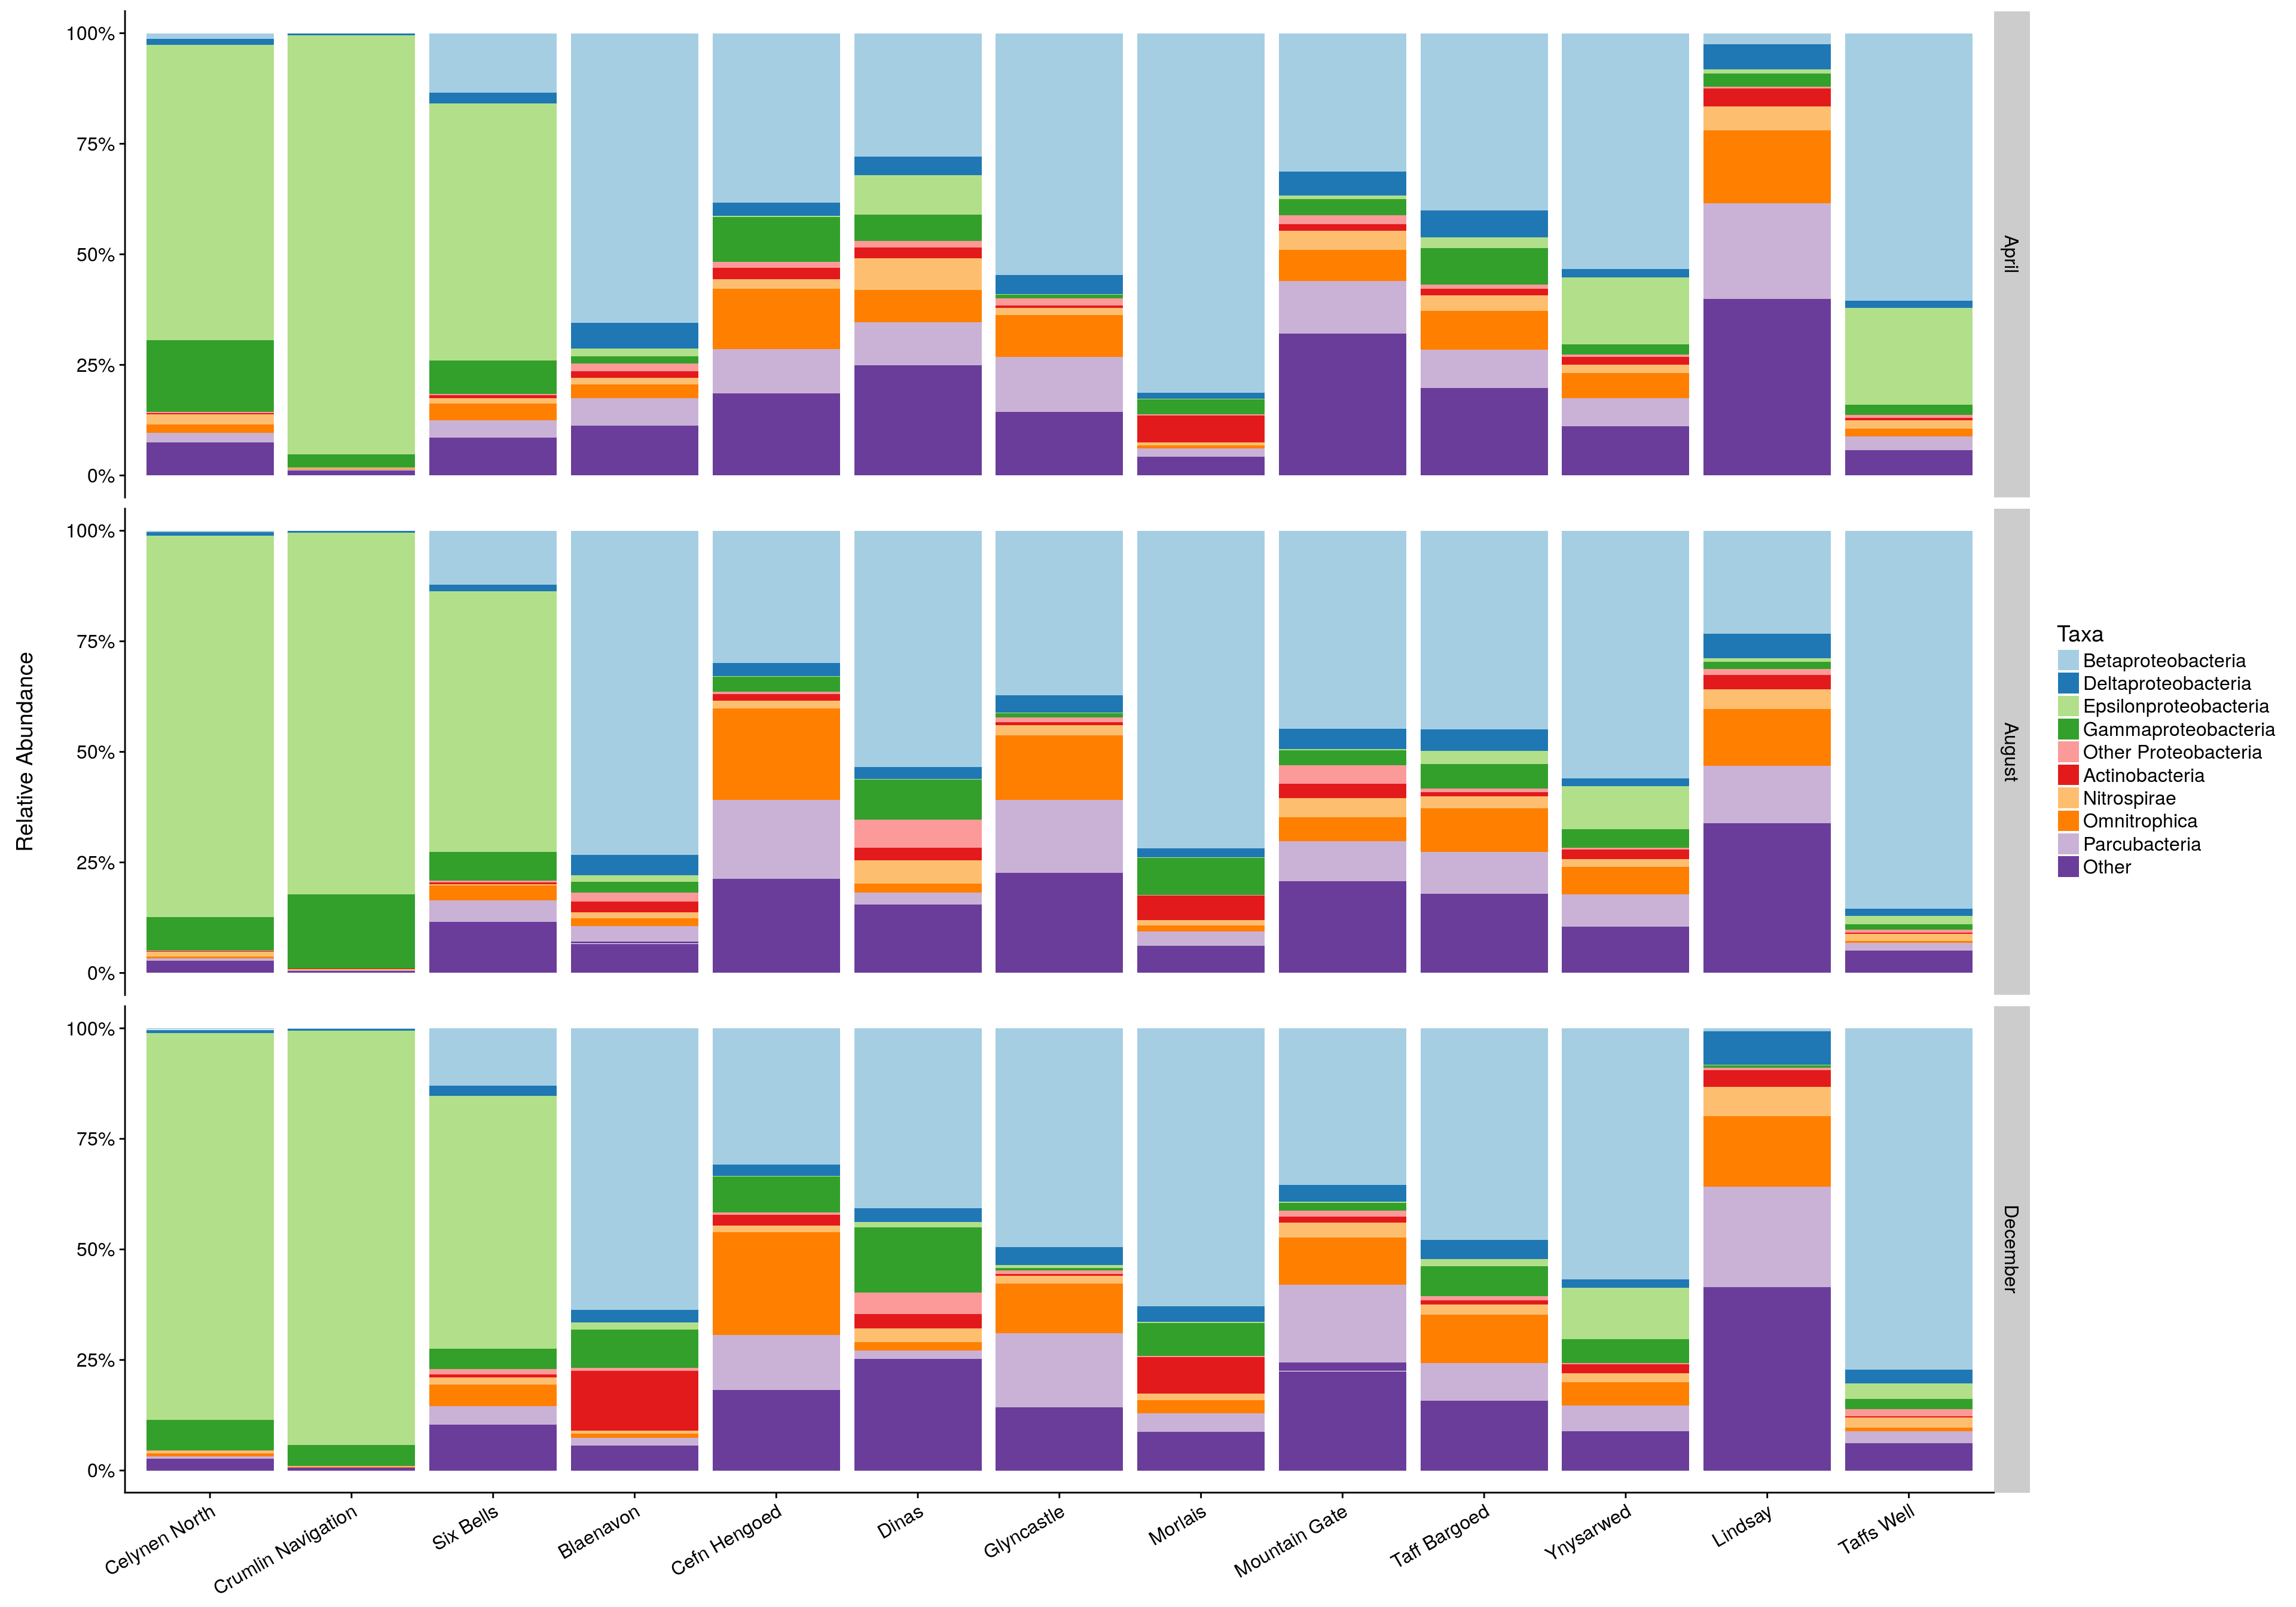 100%
75%
50%
25%
0%
April
100%
75%
50%
25%
0%
August
100%
75%
50%
25%
0%
December
Relative Abundance
Celynen North
Crumlin Navigation
Six Bells
Blaenavon
Cefn Hengoed
Dinas
Glyncastle
Morlais
Mountain Gate
Taff Bargoed
Ynysarwed
Lindsay
Taffs Well
Taxa
Betaproteobacteria
Deltaproteobacteria
Epsilonproteobacteria
Gammaproteobacteria
Other Proteobacteria
Actinobacteria
Nitrospirae
Omnitrophica
Parcubacteria
Other